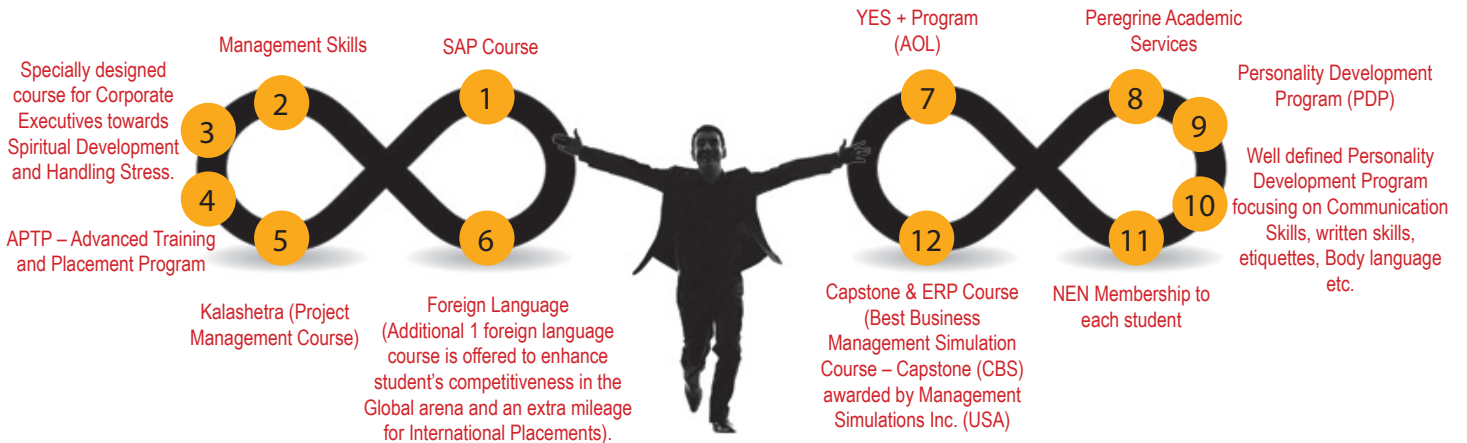 1
SAP Course
2
Management Skills
3
Specially designed
course for Corporate
Executives towards
Spiritual Development
and Handling Stress.
4
APTP – Advanced Training
and Placement Program
5
Kalashetra (Project
Management Course)
6
Foreign Language
(Additional 1 foreign language
course is offered to enhance
student's competitiveness in the
Global arena and an extra mileage
for International Placements).
7
YES + Program
(AOL)
8
Peregrine Academic
Services
9
Personality Development
Program (PDP)
10
Well defined Personality
Development Program
focusing on Communication
Skills, written skills,
etiquettes, Body language
etc.
11
NEN Membership to
each student
12
Capstone & ERP Course
(Best Business
Management Simulation
Course – Capstone (CBS)
awarded by Management
Simulations Inc. (USA)